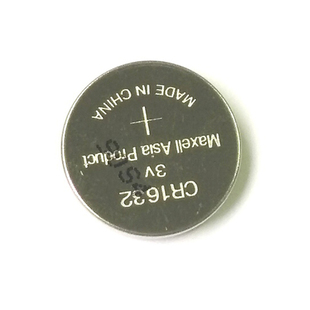 CR1632
3V
Maxell Asia Product
+
MADE IN CHINA